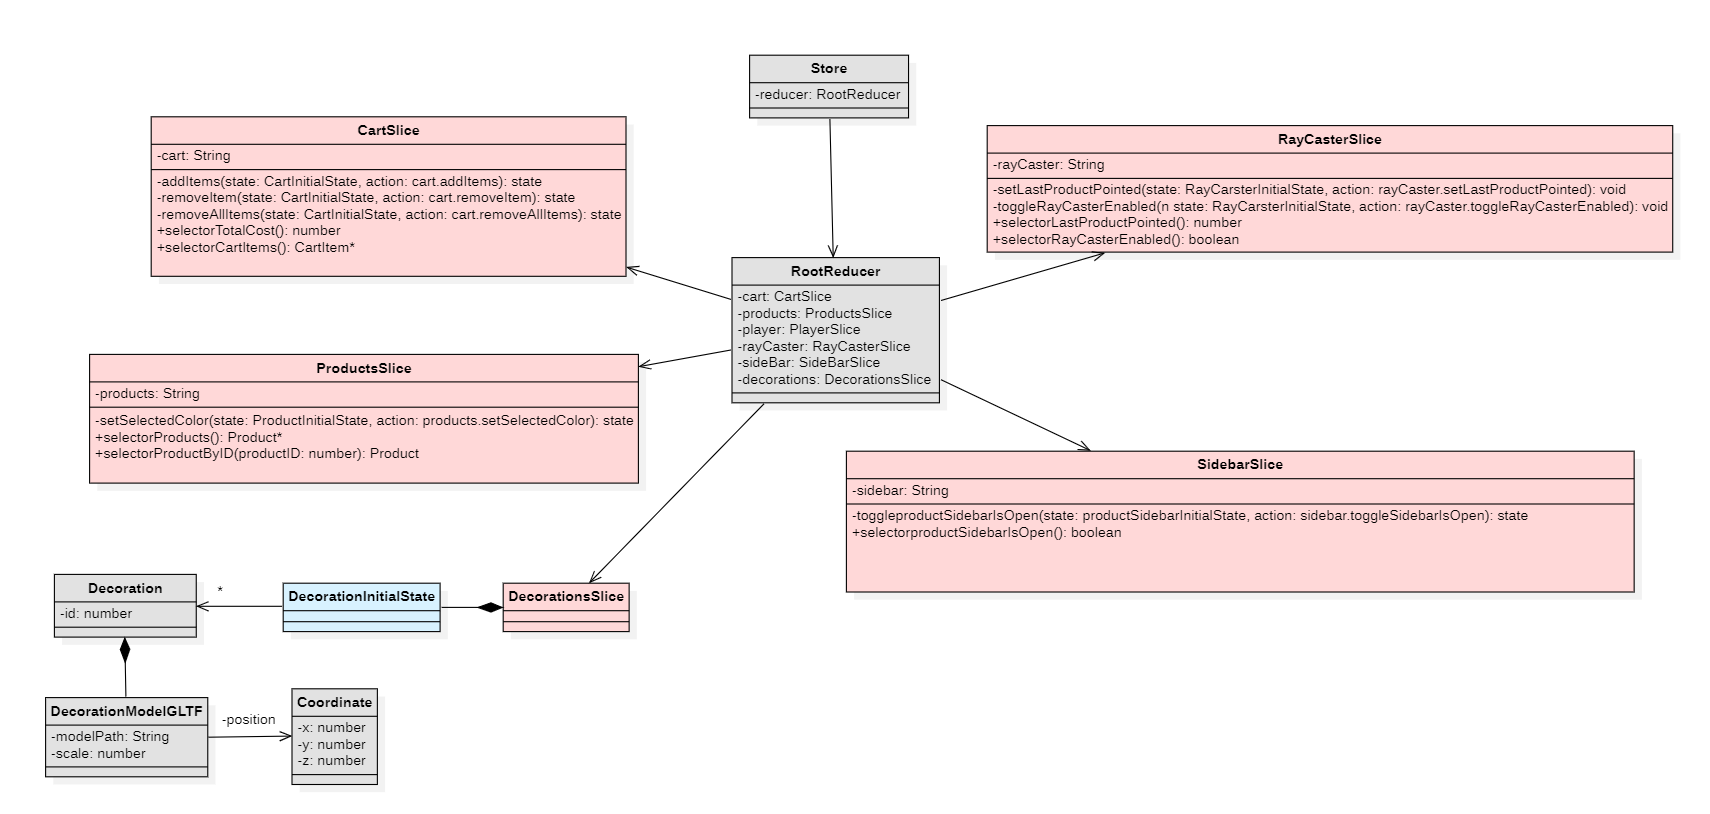 Store
-reducer: RootReducer
CartSlice
-cart: String
-addItems(state: CartInitialState, action: cart.addItems): state
-removeItem(state: CartInitialState, action: cart.removeItem): state
-removeAllItems(state: CartInitialState, action: cart.removeAllItems): state
+selectorTotalCost(): number
+selectorCartItems(): CartItem*
RayCasterSlice
-rayCaster: String
-setLastProductPointed(state: RayCarsterInitialState, action: rayCaster.setLastProductPointed): void
-toggleRayCasterEnabled(n state: RayCarsterInitialState, action: rayCaster.toggleRayCasterEnabled): void
+selectorLastProductPointed(): number
+selectorRayCasterEnabled(): boolean
RootReducer
-cart: CartSlice
-products: ProductsSlice
-player: PlayerSlice
-rayCaster: RayCasterSlice
-sideBar: SideBarSlice
-decorations: DecorationsSlice
ProductsSlice
-products: String
-setSelectedColor(state: ProductInitialState, action: products.setSelectedColor): state
+selectorProducts(): Product*
+selectorProductByID(productID: number): Product
SidebarSlice
-sidebar: String
-toggleproductSidebarIsOpen(state: productSidebarInitialState, action: sidebar.toggleSidebarIsOpen): state
+selectorproductSidebarIsOpen(): boolean
Decoration
-id: number
*
DecorationInitialState
DecorationsSlice
DecorationModelGLTF
-modelPath: String
-scale: number
-position
Coordinate
-x: number
-y: number
-z: number